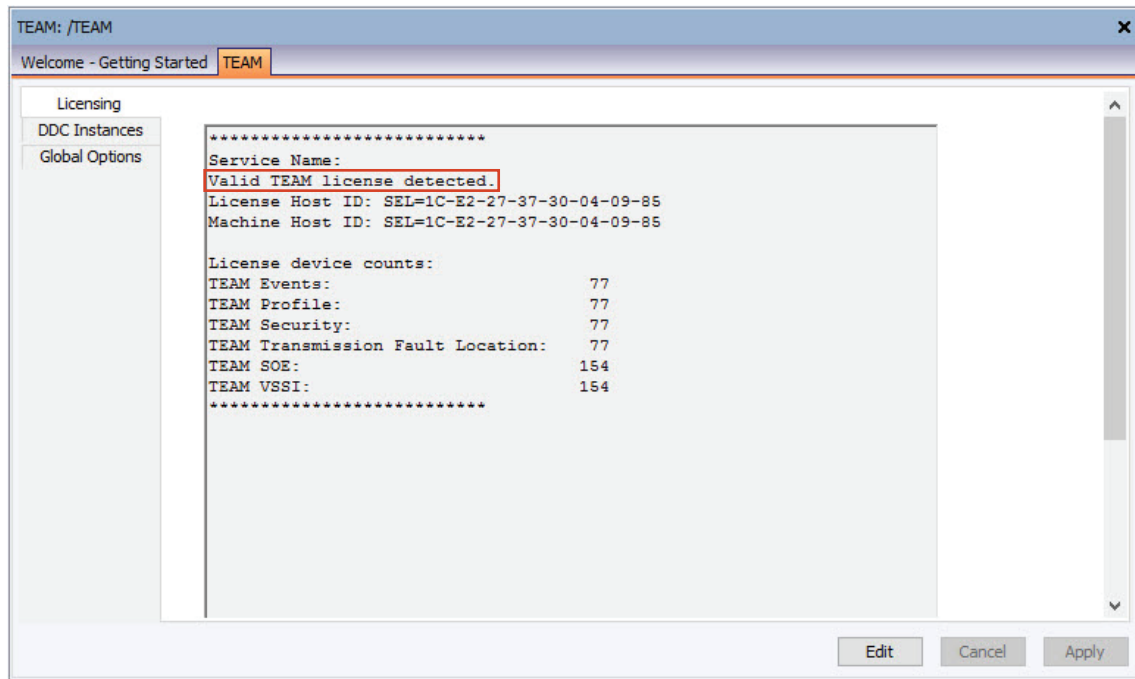 TEAM: /TEAM
Welcome - Getting Started TEAM
Licensing
DDC Instances
Global Options
***************************
Service Name:
Valid TEAM license detected.
License Host ID: SEL=1C-E2-27-37-30-04-09-85
Machine Host ID: SEL=1C-E2-27-37-30-04-09-85
License device counts:
TEAM Events: 77
TEAM Profile: 77
TEAM Security: 77
TEAM Transmission Fault Location: 77
TEAM SOE: 154
TEAM VSSI: 154
***************************
Edit Cancel Apply